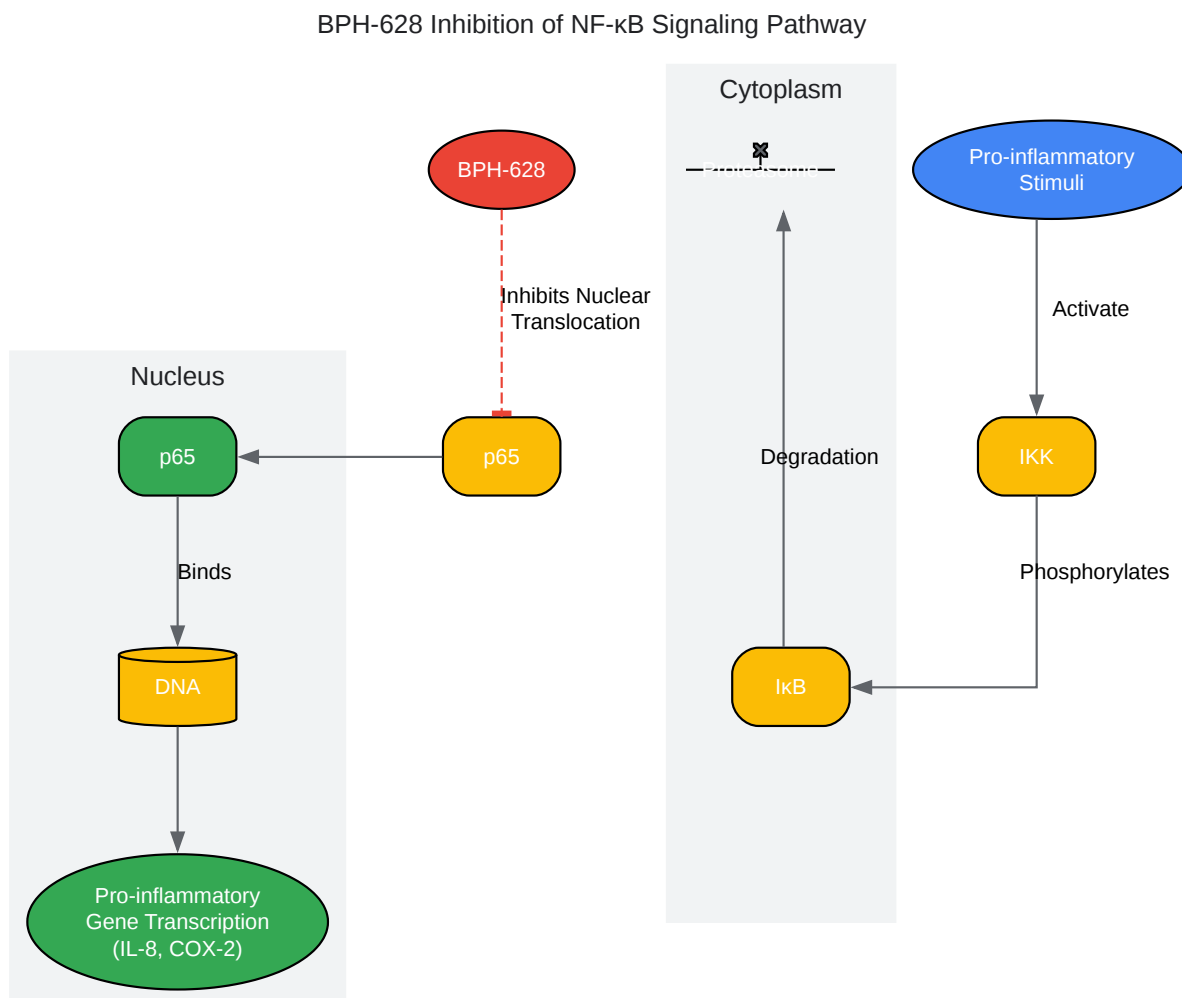 BPH-628 Inhibition of NF-κB Signaling Pathway
Cytoplasm
BPH-628
Proteasome
Pro-inflammatory
Stimuli
Inhibits Nuclear
Translocation
Activate
Nucleus
p65
p65
Degradation
IKK
Binds
Phosphorylates
DNA
IκB
Pro-inflammatory
Gene Transcription
(IL-8, COX-2)